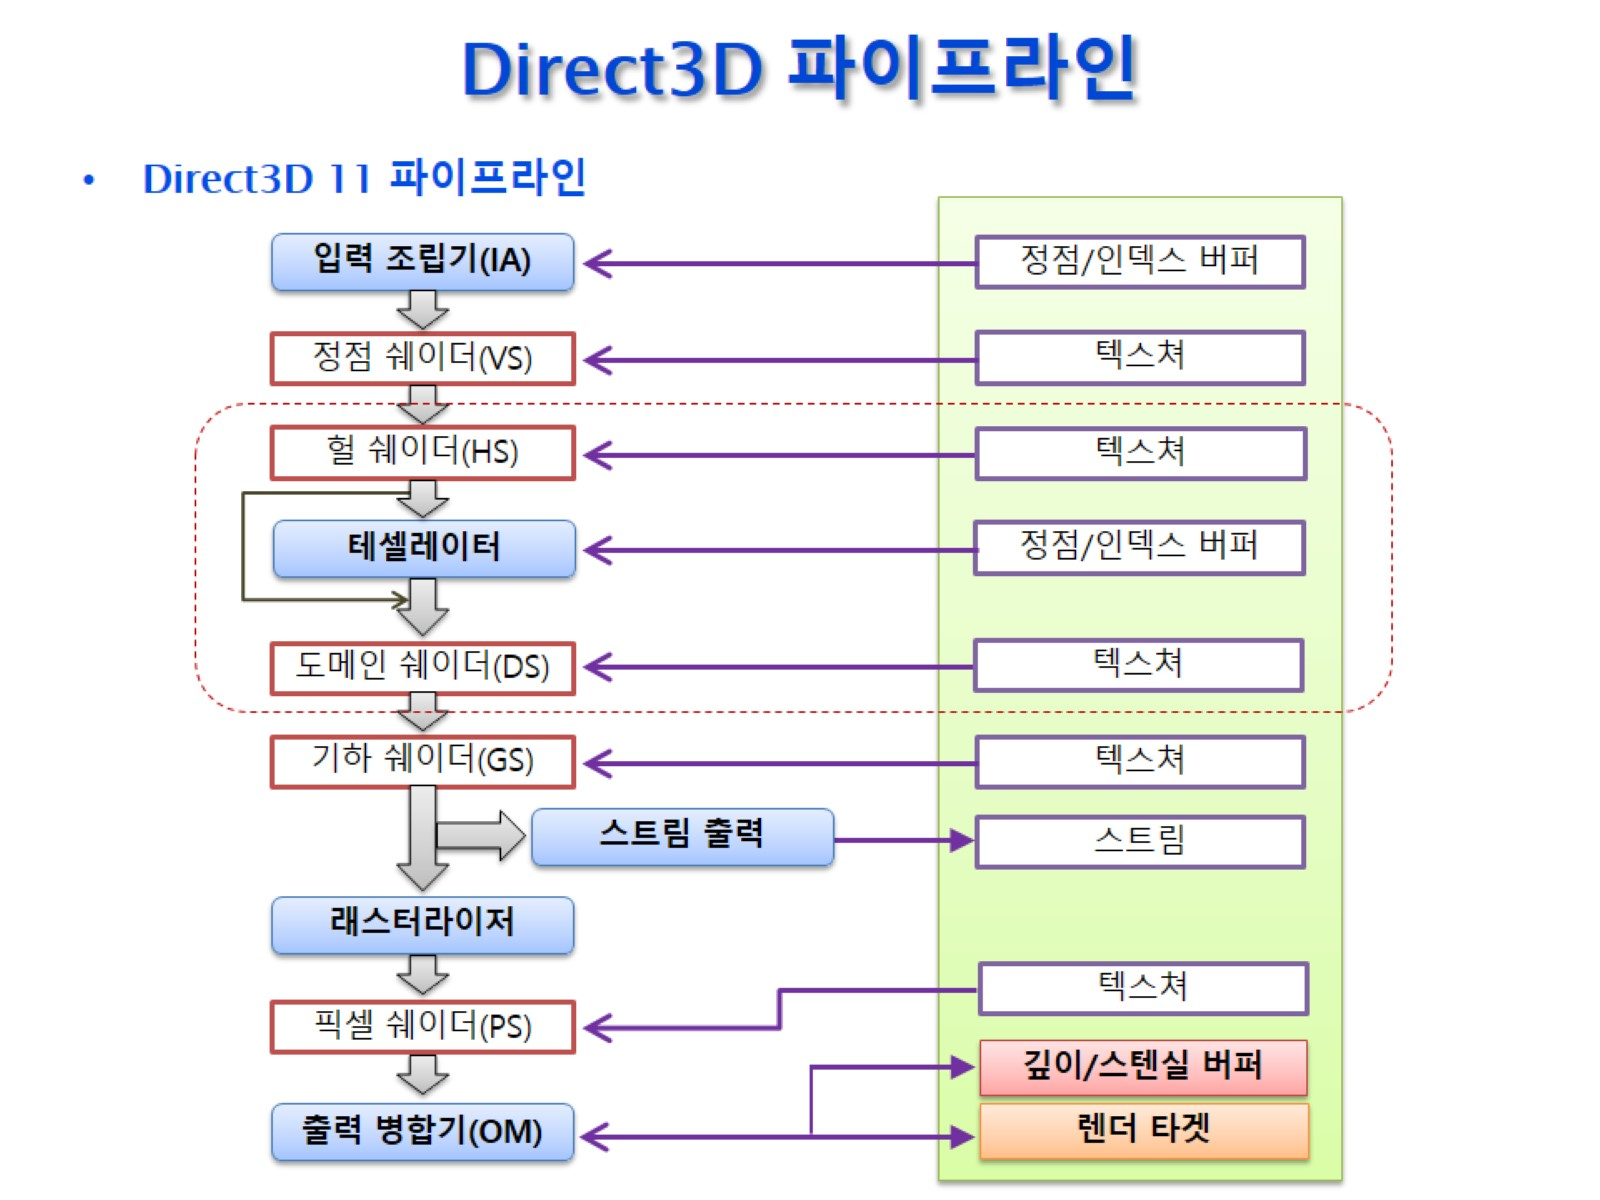 Direct3D 파이프라인
• Direct3D 11 파이프라인
입력 조립기(IA)
정점/인덱스 버퍼
정점 쉐이더(VS)
텍스쳐
헐 쉐이더(HS)
텍스쳐
테셀레이터
정점/인덱스 버퍼
도메인 쉐이더(DS)
텍스쳐
기하 쉐이더(GS)
텍스쳐
스트림 출력
스트림
래스터라이저
텍스쳐
픽셀 쉐이더(PS)
깊이/스텐실 버퍼
출력 병합기(OM)
렌더 타겟